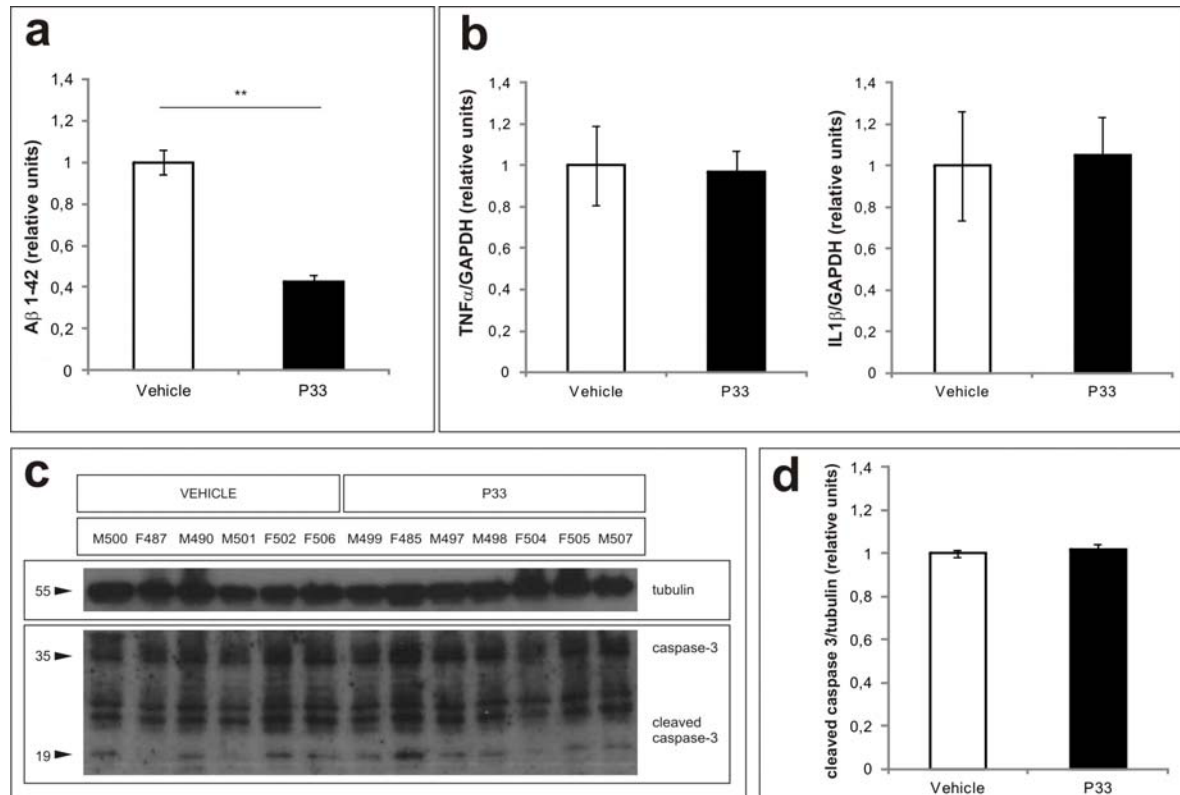 a
Aβ 1-42 (relative units)
1,4
1,2
1
0,8
0,6
0,4
0,2
0
**
Vehicle P33
b
TNFα/GAPDH (relative units)
1,4
1,2
1
0,8
0,6
0,4
0,2
0
Vehicle P33
IL1β/GAPDH (relative units)
1,4
1,2
1
0,8
0,6
0,4
0,2
0
Vehicle P33
c
VEHICLE P33
M500 F487 M490 M501 F502 F506 M499 F485 M497 M498 F504 F505 M507
55 tubulin
35 caspase-3
cleaved
caspase-3
19
d
cleaved caspase 3/tubulin (relative units)
1,4
1,2
1
0,8
0,6
0,4
0,2
0
Vehicle P33